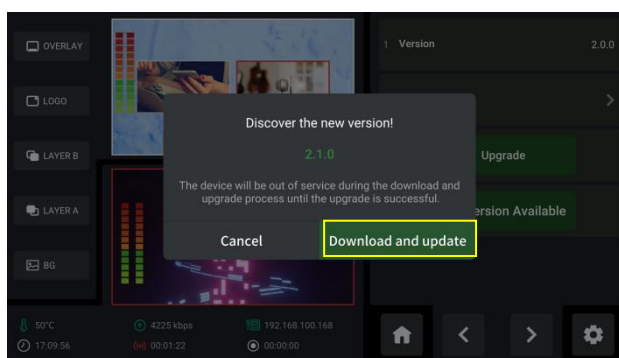 OVERLAY
LOGO
LAYER B
LAYER A
BG
1 Version 2.0.0
Upgrade
ersion Available
Discover the new version!
2.1.0
The device will be out of service during the download and
upgrade process until the upgrade is successful.
Cancel
Download and update
50°C
4225 kbps
192.168.100.168
17:09:56
00:01:22
00:00:00